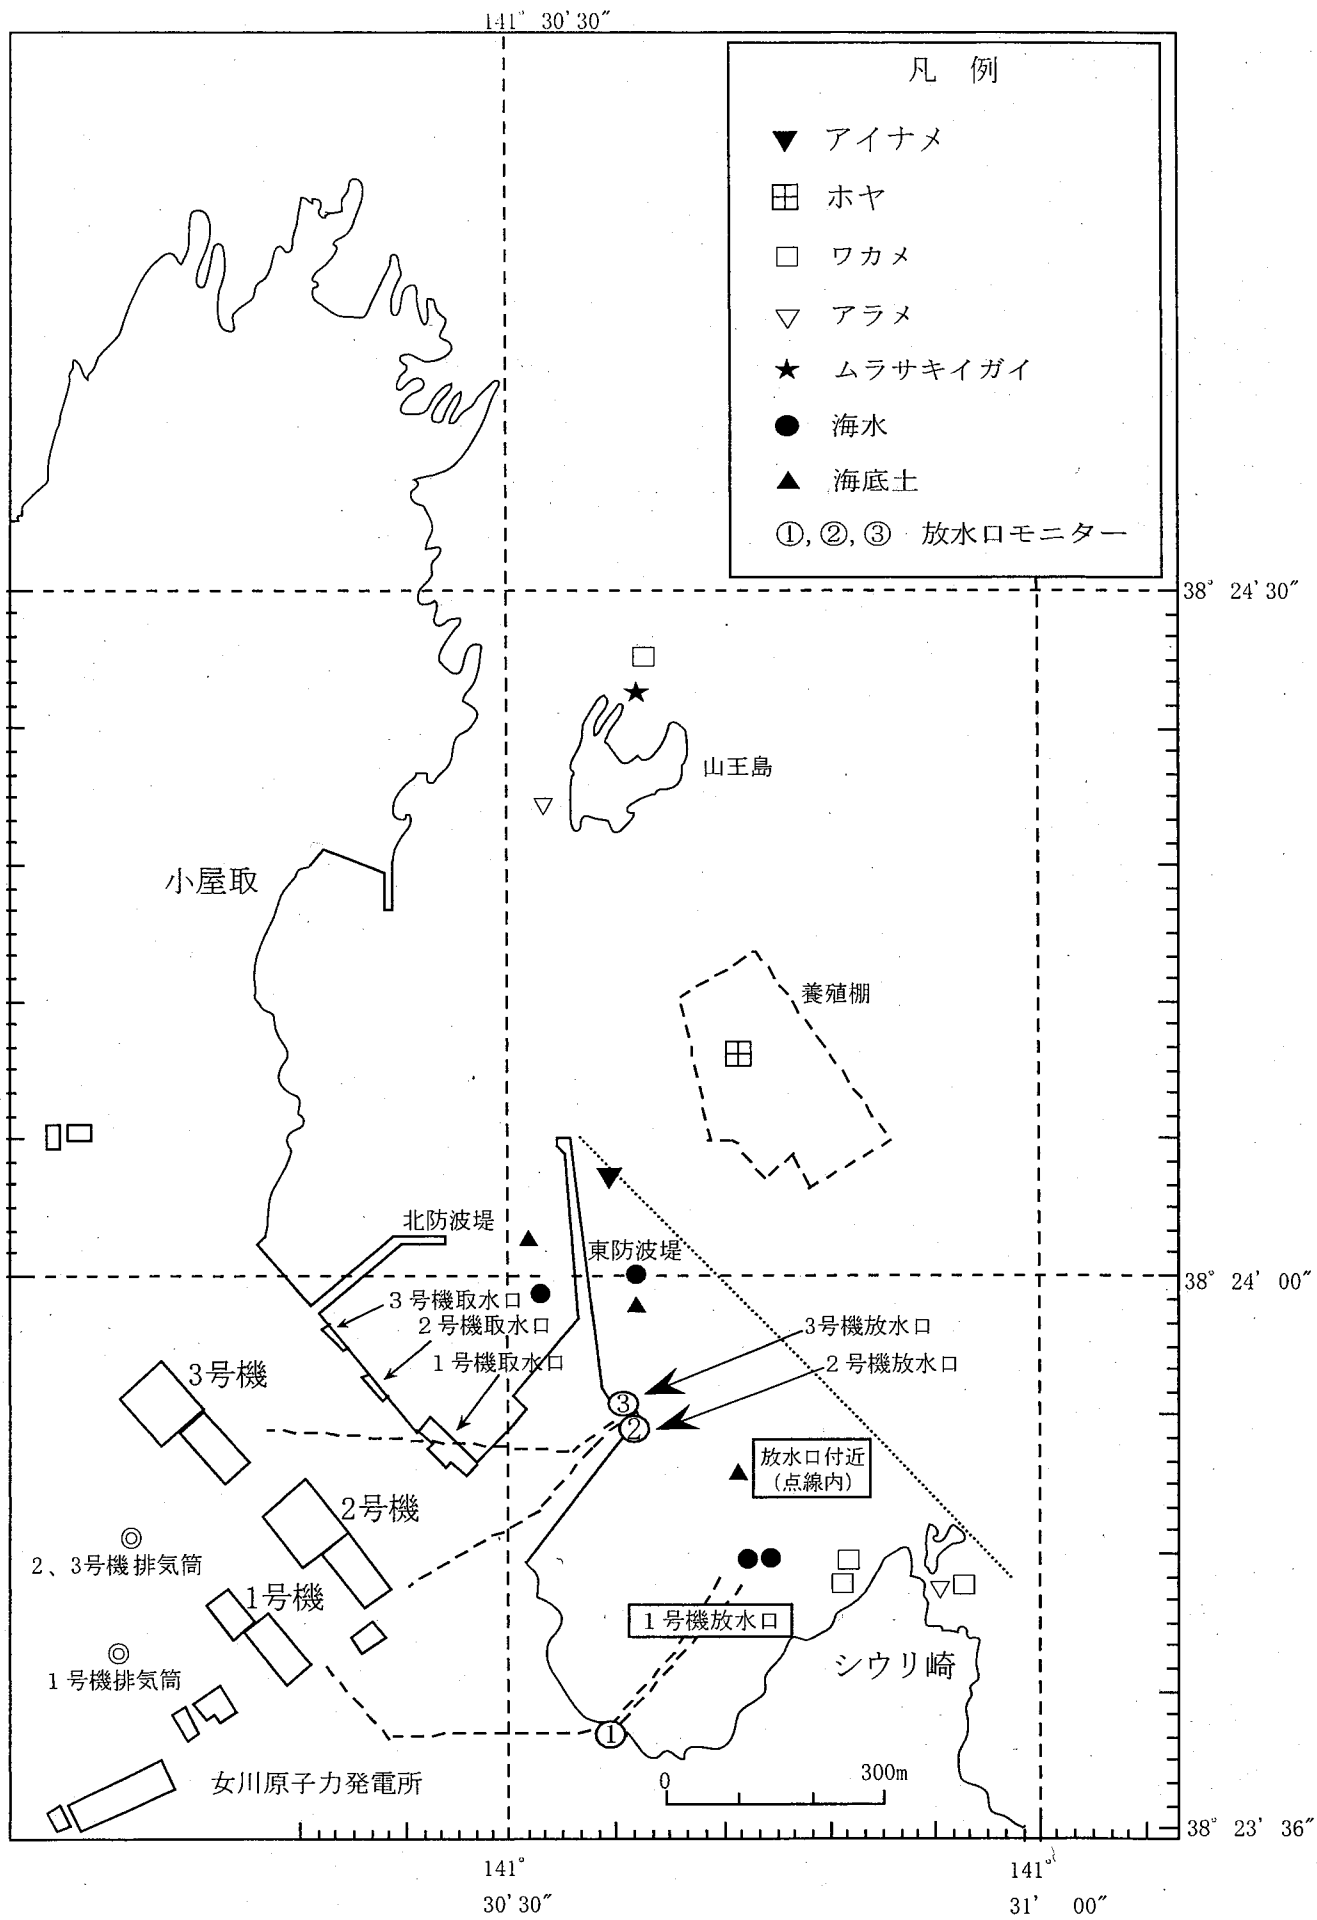 141° 30′30″
凡 例
アイナメ
ホヤ
ワカメ
アラメ
ムラサキイガイ
海水
海底土
①,②,③ 放水口モニター
38° 24′30″
山王島
小屋取
養殖棚
北防波堤
東防波堤
38° 24′ 00″
3号機取水口
2号機取水口
1号機取水口
3号機放水口
2号機放水口
3号機
③
②
放水口付近
(点線内)
2号機
2、3号機排気筒
1号機
1号機放水口
シウリ崎
1号機排気筒
①
女川原子力発電所
0 300m
38° 23′ 36″
141°
30′30″
141°
31′ 00″